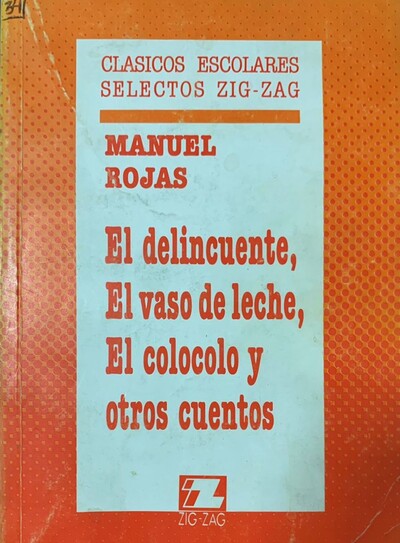 34
CLASICOS ESCOLARES
SELECTOS ZIG-ZAG
MANUEL
ROJAS
El delincuente,
El vaso de leche,
El colocolo y
otros cuentos
ZIG-ZAG